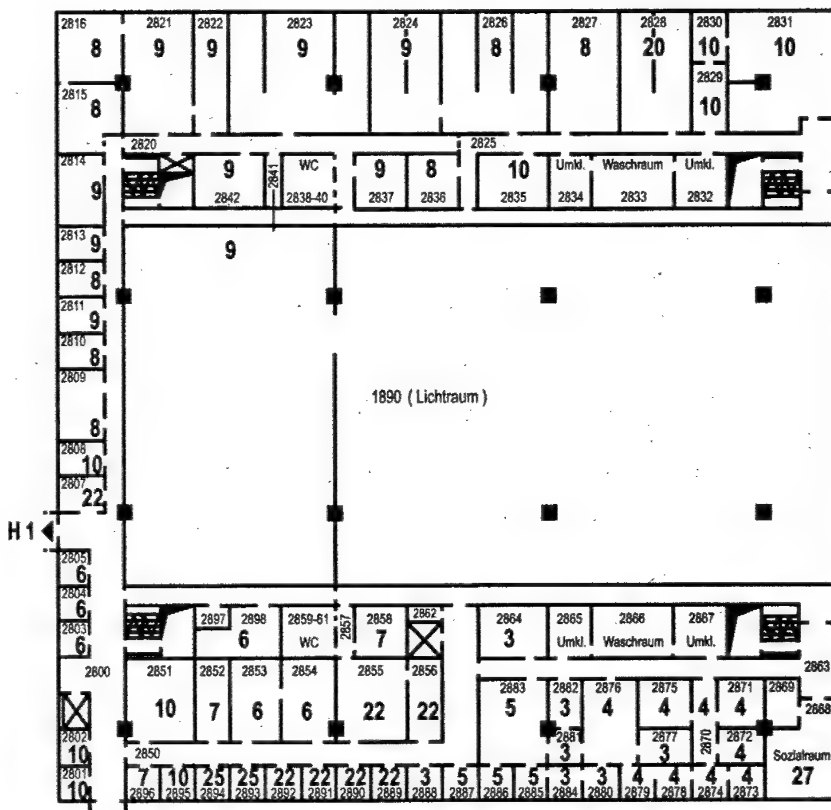 2816 2821 2822 2823 2824 2826 2827 2828 2830 2831
8 9 9 9 9 8 8 20 10 10
2815 2829
8 10
2820 2825
2814 9 2841 WC 9 8 10 Umkl. Waschraum Umkl.
9 2842 2838-40 2837 2836 2835 2834 2833 2832
2813 9
9
2812
8
2811
9
2810
8
2809
1890 ( Lichtraum )
8
2808
10
2807
22
H 1
2805
6
2804
6 2897 2898 2859-61 2857 2858 2862 2864 2865 2866 2867
2803
6 6 WC 7 3 Umkl. Waschraum Umkl.
2800 2851 2852 2853 2854 2855 2856 2863
2883 2882 2876 2875 2871 2869
10 7 6 6 22 22 5 3 4 4 4 4 2868
2802 2881 2877 2870 2872
10 2850 3 3 4 Sozialraum
2801 7 10 25 25 22 22 22 22 3 5 5 5 3 3 4 4 4 4 27
10 2896 2895 2894 2893 2892 2891 2890 2889 2888 2887 2886 2885 2884 2880 2879 2878 2874 2873